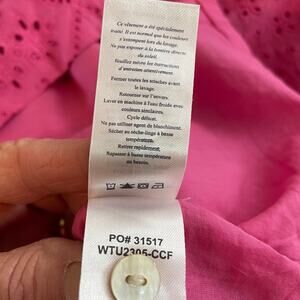 Ce vêtement a été spécialement
traité. Il est normal que les couleurs
s'estompent lors du lavage.
Ne pas exposer à la lumière directe
du soleil.
Veuillez suivre les instructions
d'entretien attentivement.
Fermer toutes les attaches avant
le lavage.
Retourner sur l'envers.
Laver en machine à l'eau froide avec
couleurs similaires.
Cycle délicat.
Ne pas utiliser agent de blanchiment.
Sécher au sèche-linge à basse
température.
Retirer rapidement.
Repasser à basse température
au besoin.
PO# 31517
WTU2305-CCF